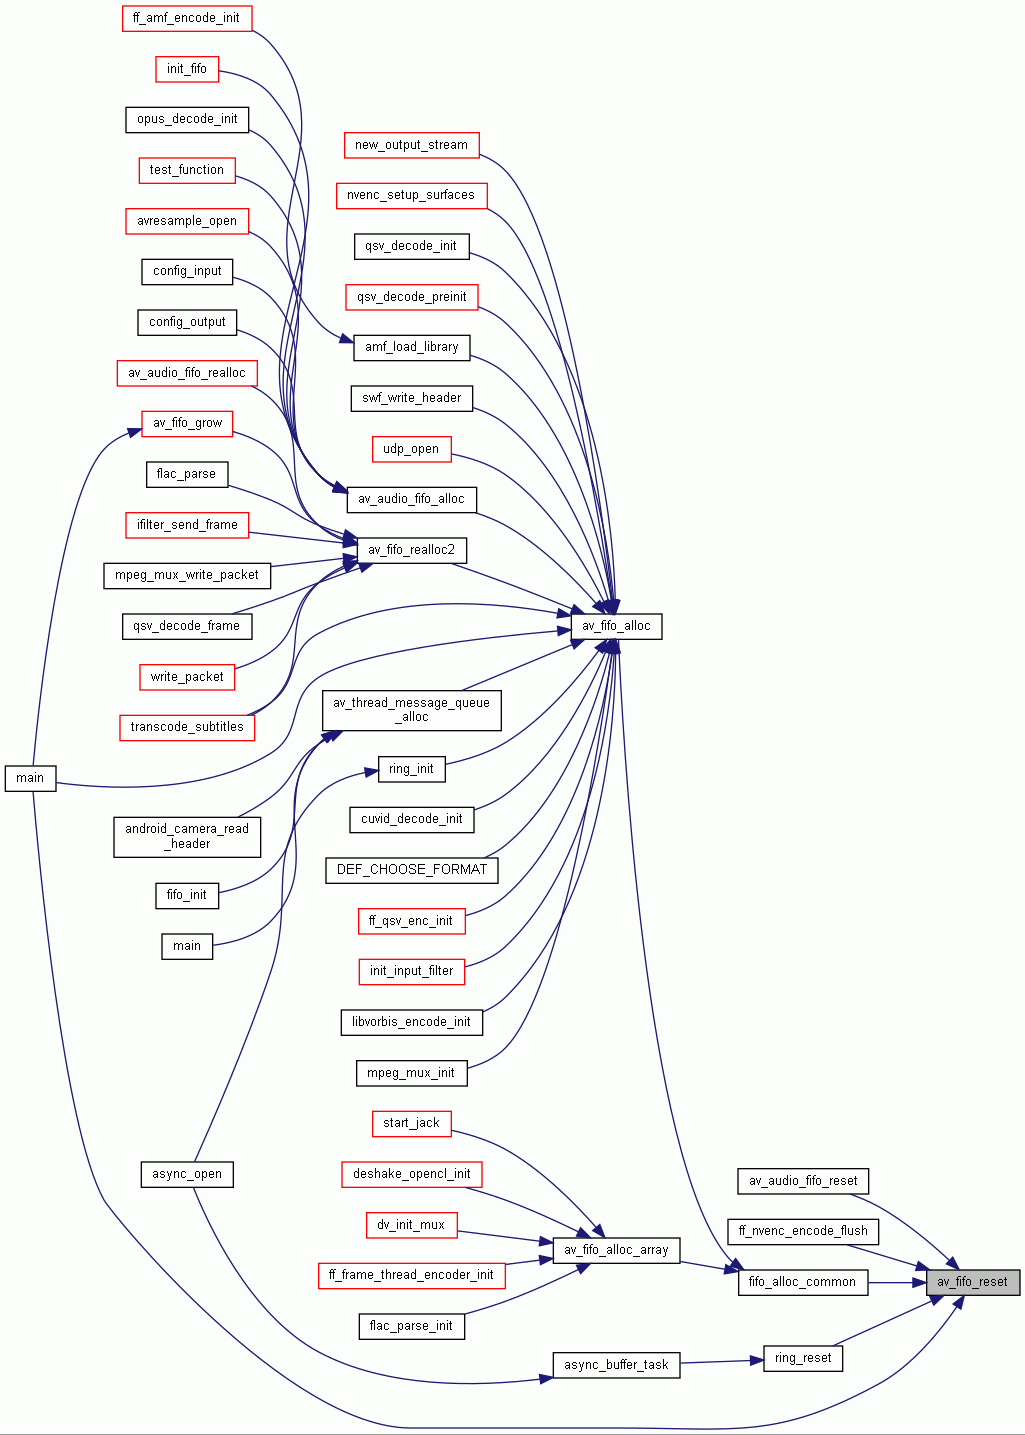 ff_amf_encode_init
init_fifo
opus_decode_init
test_function
avresample_open
config_input
config_output
av_audio_fifo_realloc
av_fifo_grow
flac_parse
ifilter_send_frame
mpeg_mux_write_packet
qsv_decode_frame
write_packet
transcode_subtitles
main
android_camera_read
_header
fifo_init
main
async_open
new_output_stream
nvenc_setup_surfaces
qsv_decode_init
qsv_decode_preinit
amf_load_library
swf_write_header
udp_open
av_audio_fifo_alloc
av_fifo_realloc2
av_thread_message_queue
_alloc
ring_init
cuvid_decode_init
DEF_CHOOSE_FORMAT
ff_qsv_enc_init
init_input_filter
libvorbis_encode_init
mpeg_mux_init
start_jack
deshake_opencl_init
dv_init_mux
ff_frame_thread_encoder_init
flac_parse_init
av_fifo_alloc
av_fifo_alloc_array
async_buffer_task
av_audio_fifo_reset
ff_nvenc_encode_flush
fifo_alloc_common
ring_reset
av_fifo_reset